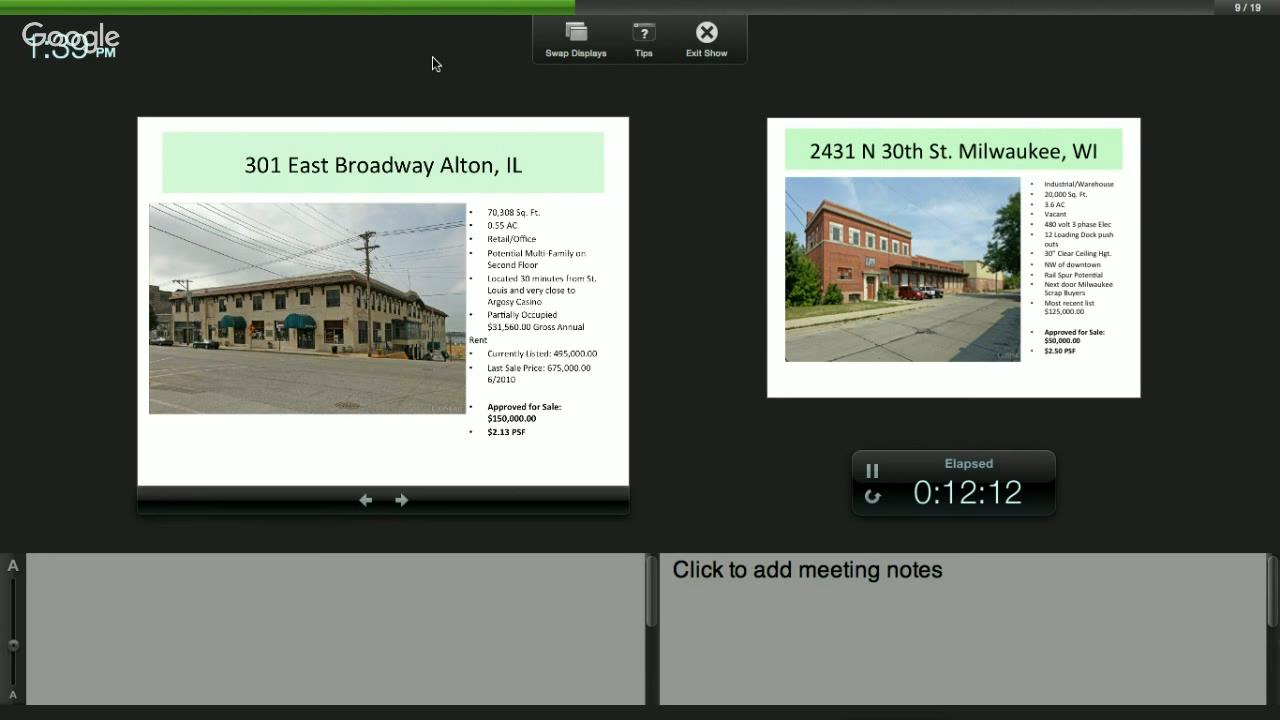 9 / 19
Google
1:39 PM
Swap Displays
Tips
Exit Show
301 East Broadway Alton, IL
• 70,308 Sq. Ft.
• 0.55 AC
• Retail/Office
• Potential Multi-Family on
Second Floor
• Located 30 minutes from St.
Louis and very close to
Argosy Casino
• Partially Occupied
$31,560.00 Gross Annual
Rent
• Currently Listed: 495,000.00
• Last Sale Price: 675,000.00
6/2010
• Approved for Sale:
$150,000.00
• $2.13 PSF
2431 N 30th St. Milwaukee, WI
• Industrial/Warehouse
• 20,000 Sq. Ft.
• 3.6 AC
• Vacant
• 480 volt 3 phase Elec
• 12 Loading Dock push
outs
• 30" Clear Ceiling Hgt.
• NW of downtown
• Rail Spur Potential
• Next door Milwaukee
Scrap Buyers
• Most recent list
$125,000.00
• Approved for Sale:
$50,000.00
• $2.50 PSF
Elapsed
0:12:12
A
A
Click to add meeting notes